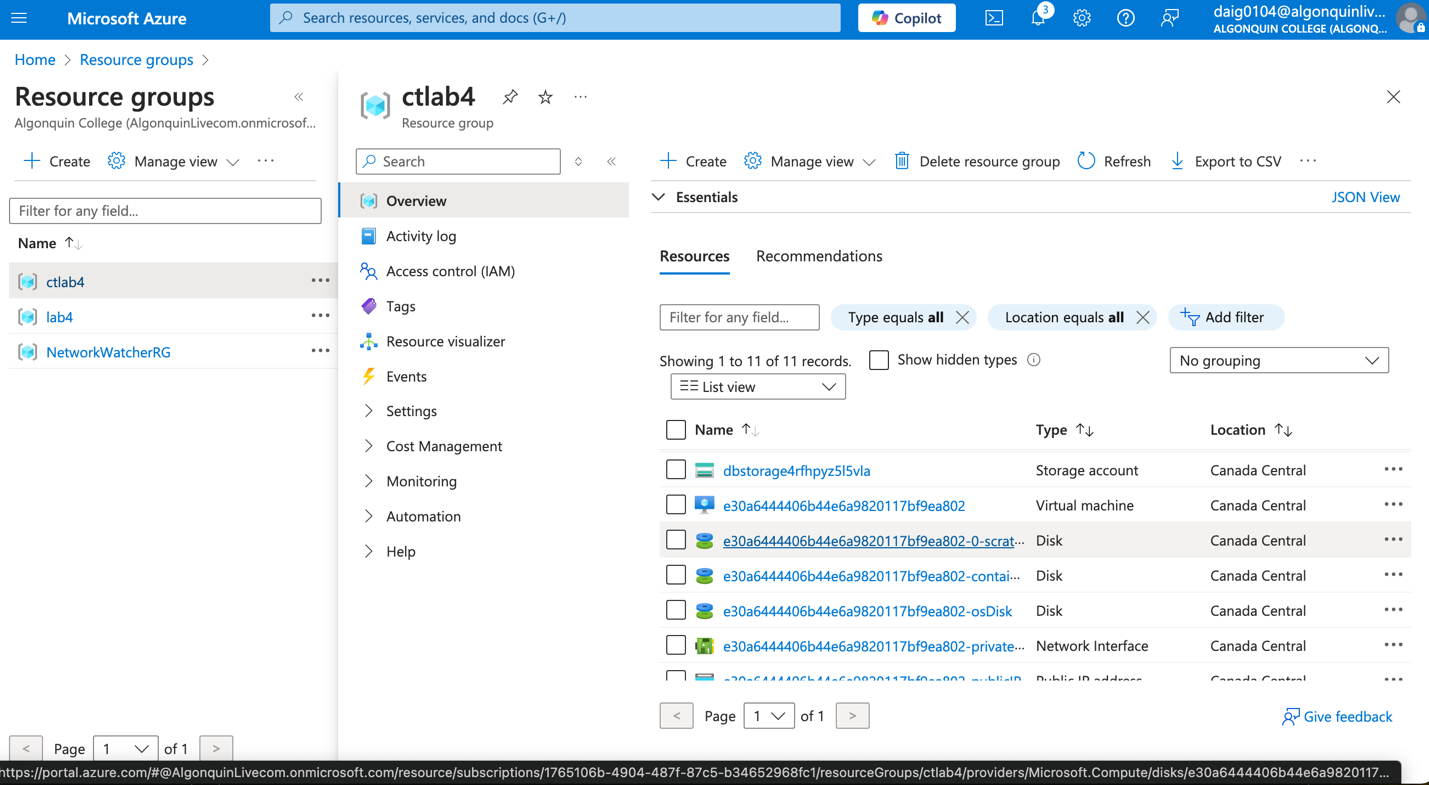 Microsoft Azure
Search resources, services, and docs (G+/)
Copilot
3
daig0104@algonquinliv...
ALGONQUIN COLLEGE (ALGONQ...
Home > Resource groups >
Resource groups
Algonquin College (AlgonquinLivecom.onmicrosof...
Create
Manage view
Filter for any field...
Name
ctlab4
lab4
NetworkWatcherRG
< Page 1 of 1 >
ctlab4
Resource group
Search
Overview
Activity log
Access control (IAM)
Tags
Resource visualizer
Events
Settings
Cost Management
Monitoring
Automation
Help
Create
Manage view
Delete resource group
Refresh
Export to CSV
Essentials
JSON View
Resources
Recommendations
Filter for any field...
Type equals all
Location equals all
Add filter
Showing 1 to 11 of 11 records.
Show hidden types
No grouping
List view
Name Type Location
dbstorage4rfhpyz5l5vla Storage account Canada Central
e30a6444406b44e6a9820117bf9ea802 Virtual machine Canada Central
e30a6444406b44e6a9820117bf9ea802-0-scrat... Disk Canada Central
e30a6444406b44e6a9820117bf9ea802-contai... Disk Canada Central
e30a6444406b44e6a9820117bf9ea802-osDisk Disk Canada Central
e30a6444406b44e6a9820117bf9ea802-private... Network Interface Canada Central
e30a6444406b44e6a9820117bf9ea802-publicIP Public IP address Canada Central
< Page 1 of 1 >
Give feedback
https://portal.azure.com/#@AlgonquinLivecom.onmicrosoft.com/resource/subscriptions/1765106b-4904-487f-87c5-b34652968fc1/resourceGroups/ctlab4/providers/Microsoft.Compute/disks/e30a6444406b44e6a9820117...